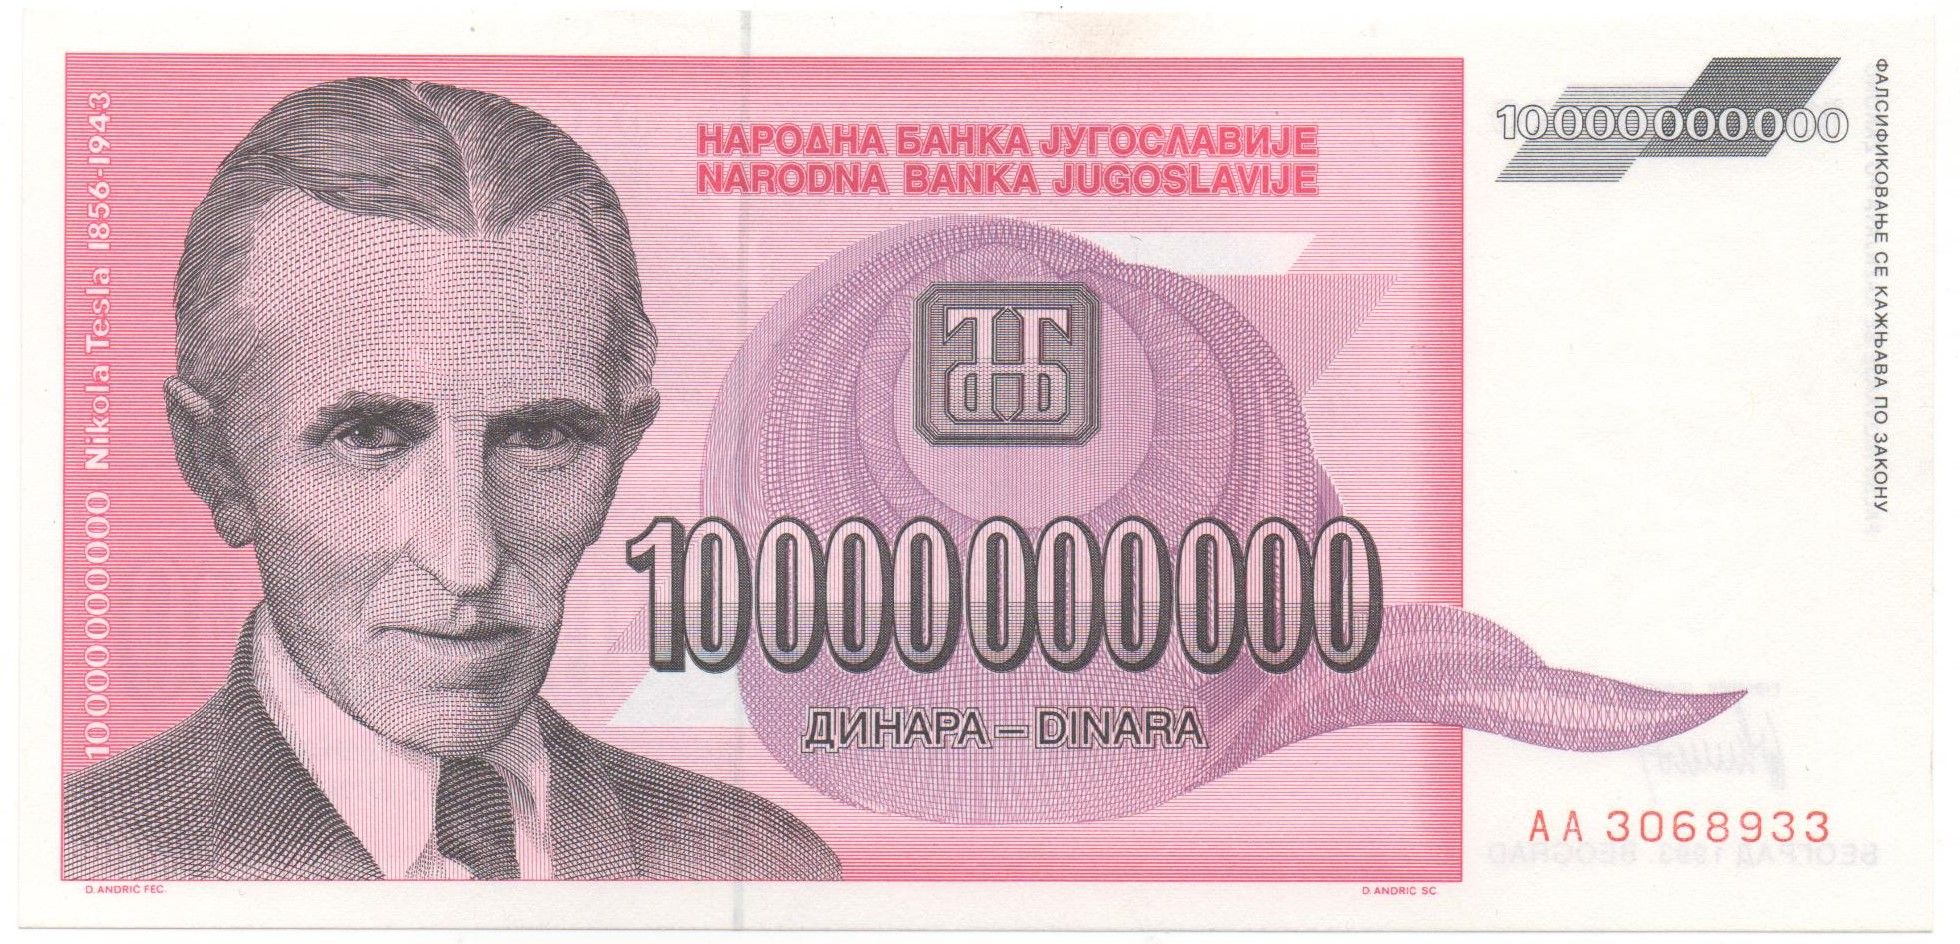 НАРОДНА БАНКА ЈУГОСЛАВИЈЕ
NARODNA BANKA JUGOSLAVIJE
10000000000
ФАЛСИФИКОВАЊЕ СЕ КАЖЊАВА ПО ЗАКОНУ
10000000000 Nikola Tesla 1856-1943
10000000000
ДИНАРА – DINARA
AA 3068933
D. ANDRIĆ FEC.
D. ANDRIĆ SC.